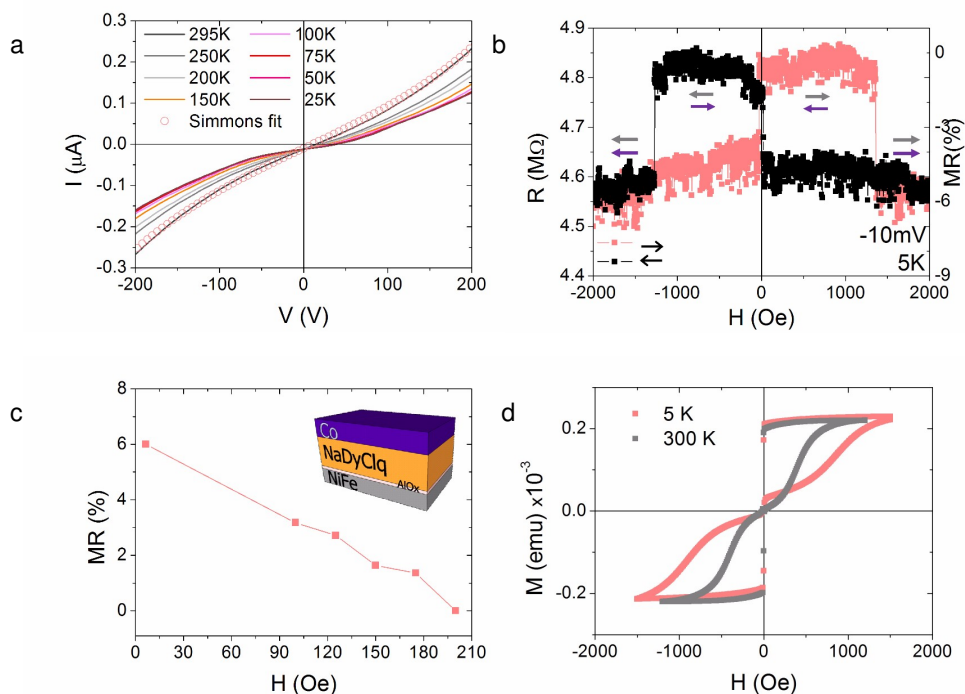 a
0.3
0.2
0.1
0.0
-0.1
-0.2
-0.3
I (μA)
295K 100K
250K 75K
200K 50K
150K 25K
Simmons fit
-200 -100 0 100 200
V (V)
b
4.9
4.8
4.7
4.6
4.5
4.4
R (MΩ)
0
-3
-6
-9
MR(%)
-10mV
5K
-2000 -1000 0 1000 2000
H (Oe)
c
8
6
4
2
0
MR (%)
Co
NaDyClq
AlOx
NiFe
0 30 60 90 120 150 180 210
H (Oe)
d
5 K
300 K
0.2
0.0
-0.2
M (emu) x10⁻³
-2000 -1000 0 1000 2000
H (Oe)